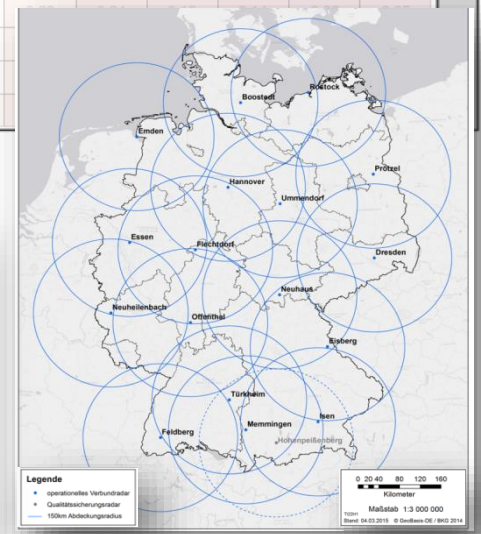 Boostedt
Rostock
Emden
Prötzel
Hannover
Ummendorf
Essen
Flechtdorf
Dresden
Neuhaus
Neuheilenbach
Offenthal
Eisberg
Türkheim
Isen
Memmingen
Feldberg
Hohenpeißenberg
Legende
operationelles Verbundradar
Qualitätssicherungsradar
150km Abdeckungsradius
0 20 40 80 120 160
Kilometer
Maßstab 1:3 000 000
Stand: 04.03.2015 © GeoBasis-DE / BKG 2014